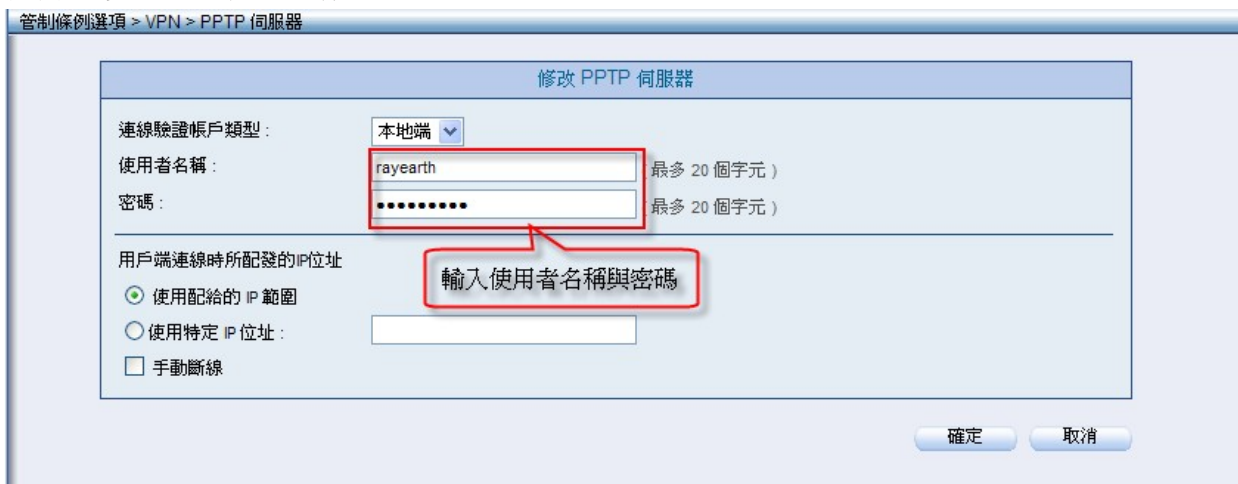 管制條例選項 > VPN > PPTP 伺服器
修改 PPTP 伺服器
連線驗證帳戶類型 : 本地端
使用者名稱 : rayearth (最多 20 個字元 )
密碼 : ••••••••• (最多 20 個字元 )
輸入使用者名稱與密碼
用戶端連線時所配發的IP位址
使用配給的 IP 範圍
使用特定 IP 位址 :
手動斷線
確定 取消